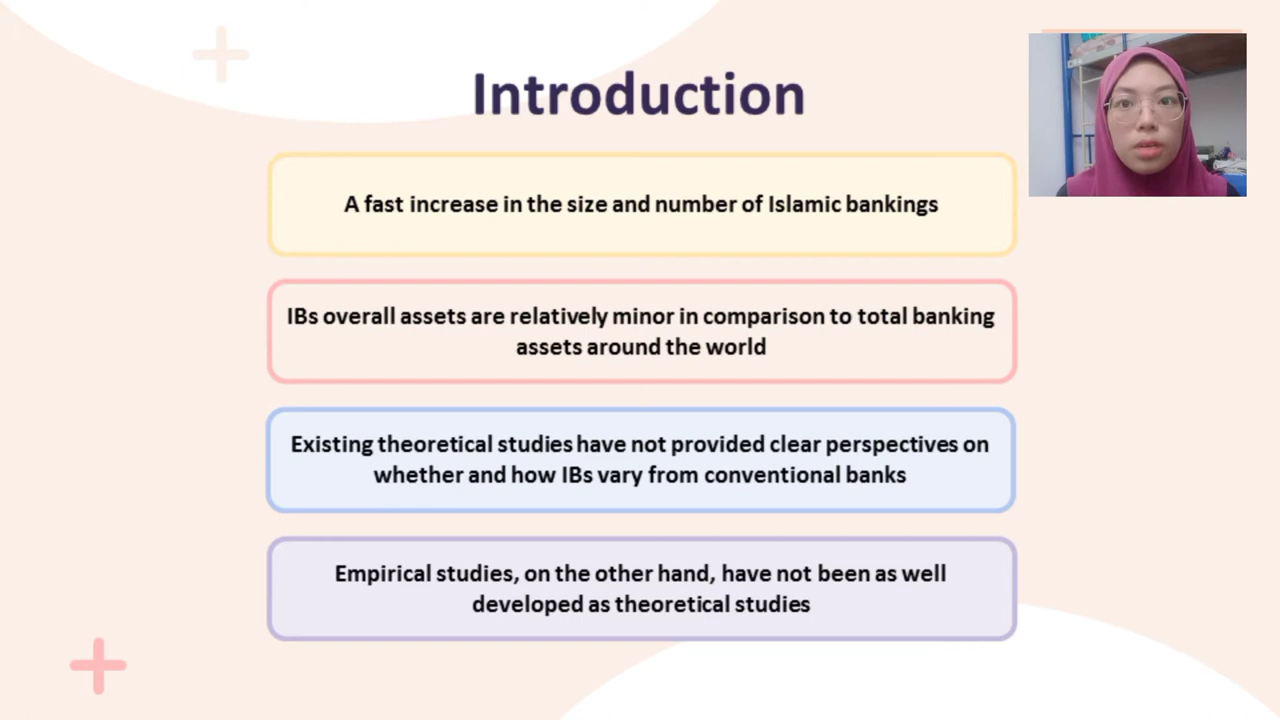 Introduction
A fast increase in the size and number of Islamic bankings
IBs overall assets are relatively minor in comparison to total banking
assets around the world
Existing theoretical studies have not provided clear perspectives on
whether and how IBs vary from conventional banks
Empirical studies, on the other hand, have not been as well
developed as theoretical studies